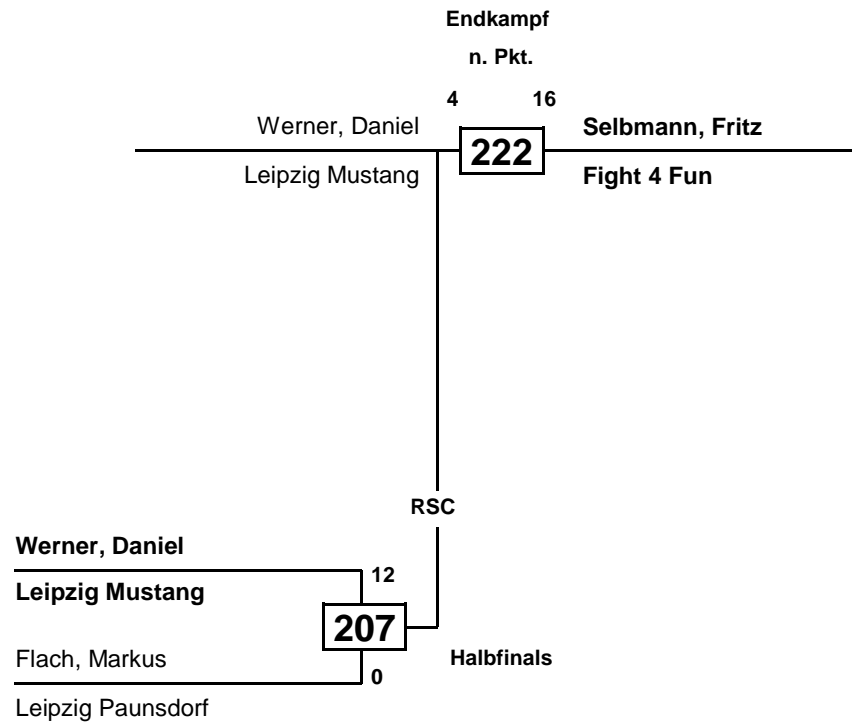 Endkampf
n. Pkt.
4 16
Werner, Daniel
Leipzig Mustang
222
Selbmann, Fritz
Fight 4 Fun
RSC
Werner, Daniel
Leipzig Mustang
12
207
Flach, Markus
Leipzig Paunsdorf
0
Halbfinals